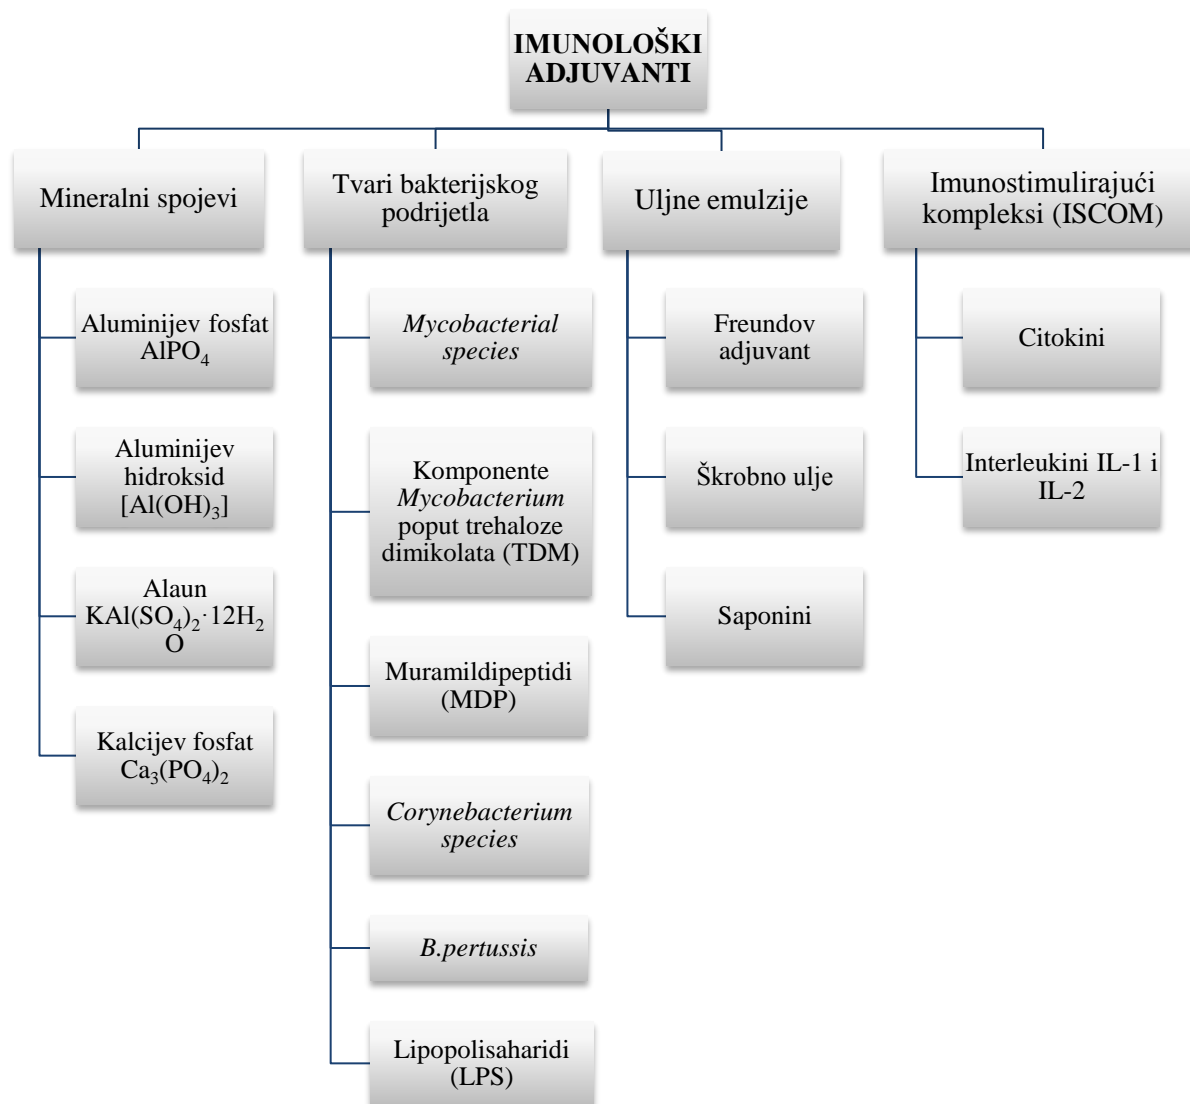 IMUNOLOŠKI
ADJUVANTI
Mineralni spojevi
Aluminijev fosfat
AlPO₄
Aluminijev
hidroksid
[Al(OH)₃]
Alaun
KAl(SO₄)₂·12H₂
O
Kalcijev fosfat
Ca₃(PO₄)₂
Tvari bakterijskog
podrijetla
Mycobacterial
species
Komponente
Mycobacterium
poput trehaloze
dimikolata (TDM)
Muramildipeptidi
(MDP)
Corynebacterium
species
B.pertussis
Lipopolisaharidi
(LPS)
Uljne emulzije
Freundov
adjuvant
Škrobno ulje
Saponini
Imunostimulirajući
kompleksi (ISCOM)
Citokini
Interleukini IL-1 i
IL-2